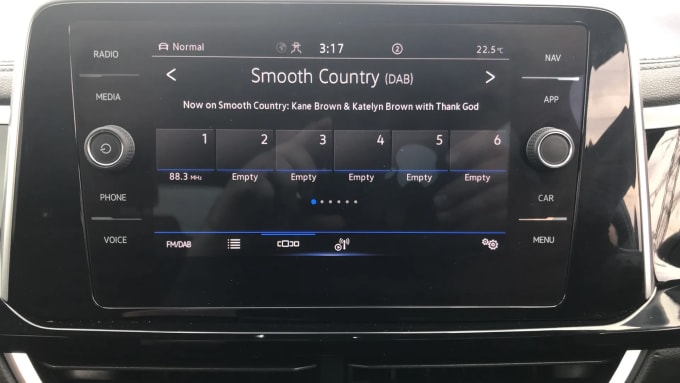 RADIO
MEDIA
PHONE
VOICE
Normal
3:17
2
22.5°C
< Smooth Country (DAB) >
Now on Smooth Country: Kane Brown & Katelyn Brown with Thank God
1 2 3 4 5 6
88.3 MHz Empty Empty Empty Empty Empty
FM/DAB
NAV
APP
CAR
MENU